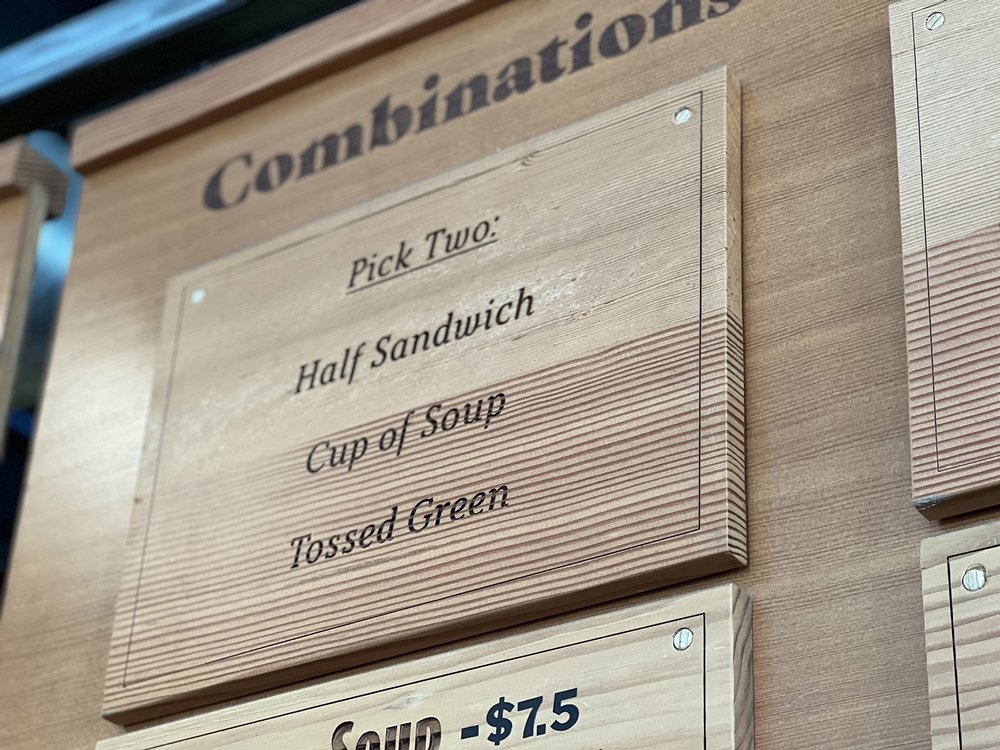 Combinations
Pick Two:
Half Sandwich
Cup of Soup
Tossed Green
Soup - $7.5